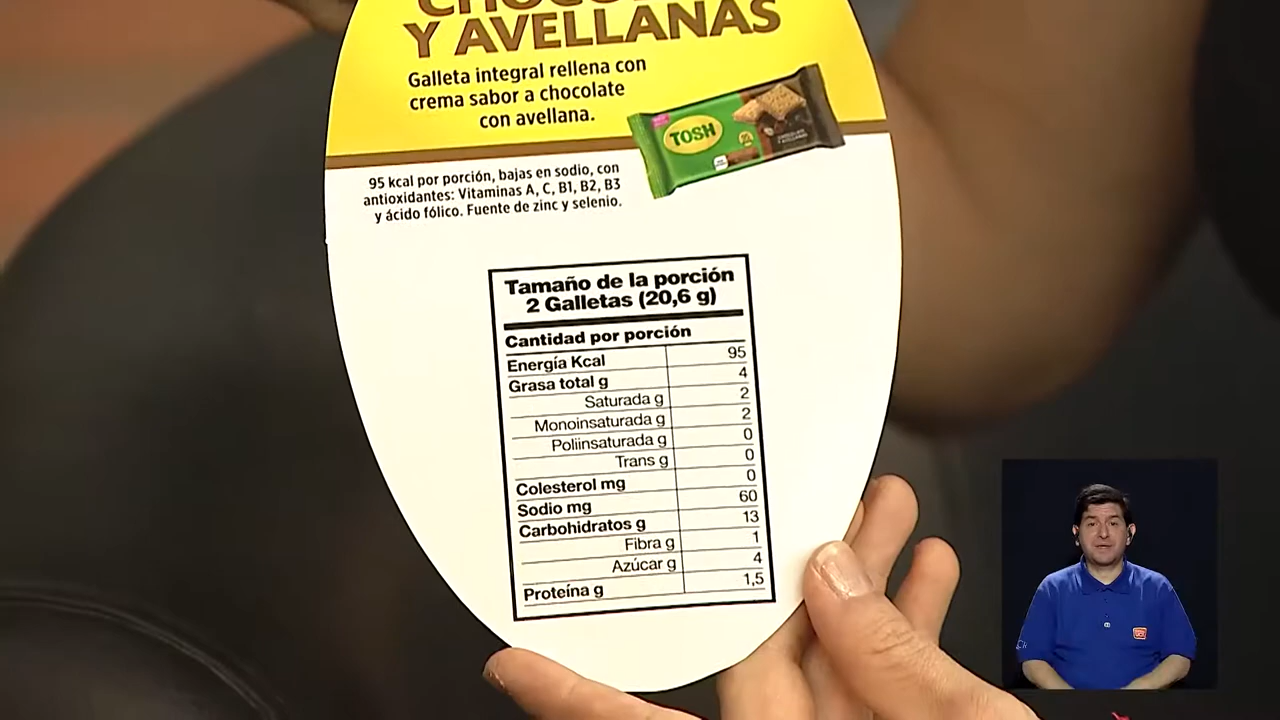 Y AVELLANAS
Galleta integral rellena con
crema sabor a chocolate
con avellana.
TOSH
95 kcal por porción, bajas en sodio, con
antioxidantes: Vitaminas A, C, B1, B2, B3
y ácido fólico. Fuente de zinc y selenio.
Tamaño de la porción
2 Galletas (20,6 g)
Cantidad por porción
Energía Kcal 95
Grasa total g 4
Saturada g 2
Monoinsaturada g 2
Poliinsaturada g 0
Trans g 0
Colesterol mg 0
Sodio mg 60
Carbohidratos g 13
Fibra g 1
Azúcar g 4
Proteína g 1,5